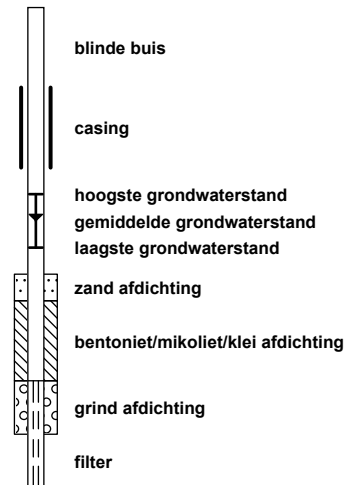 blinde buis
casing
hoogste grondwaterstand
gemiddelde grondwaterstand
laagste grondwaterstand
zand afdichting
bentoniet/mikoliet/klei afdichting
grind afdichting
filter